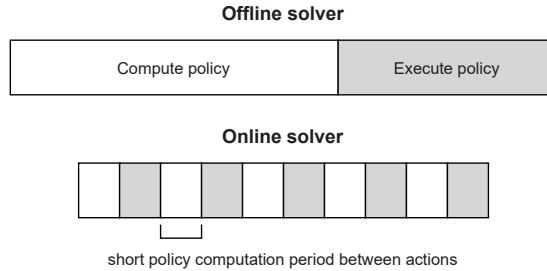 Offline solver
Compute policy
Execute policy
Online solver
short policy computation period between actions